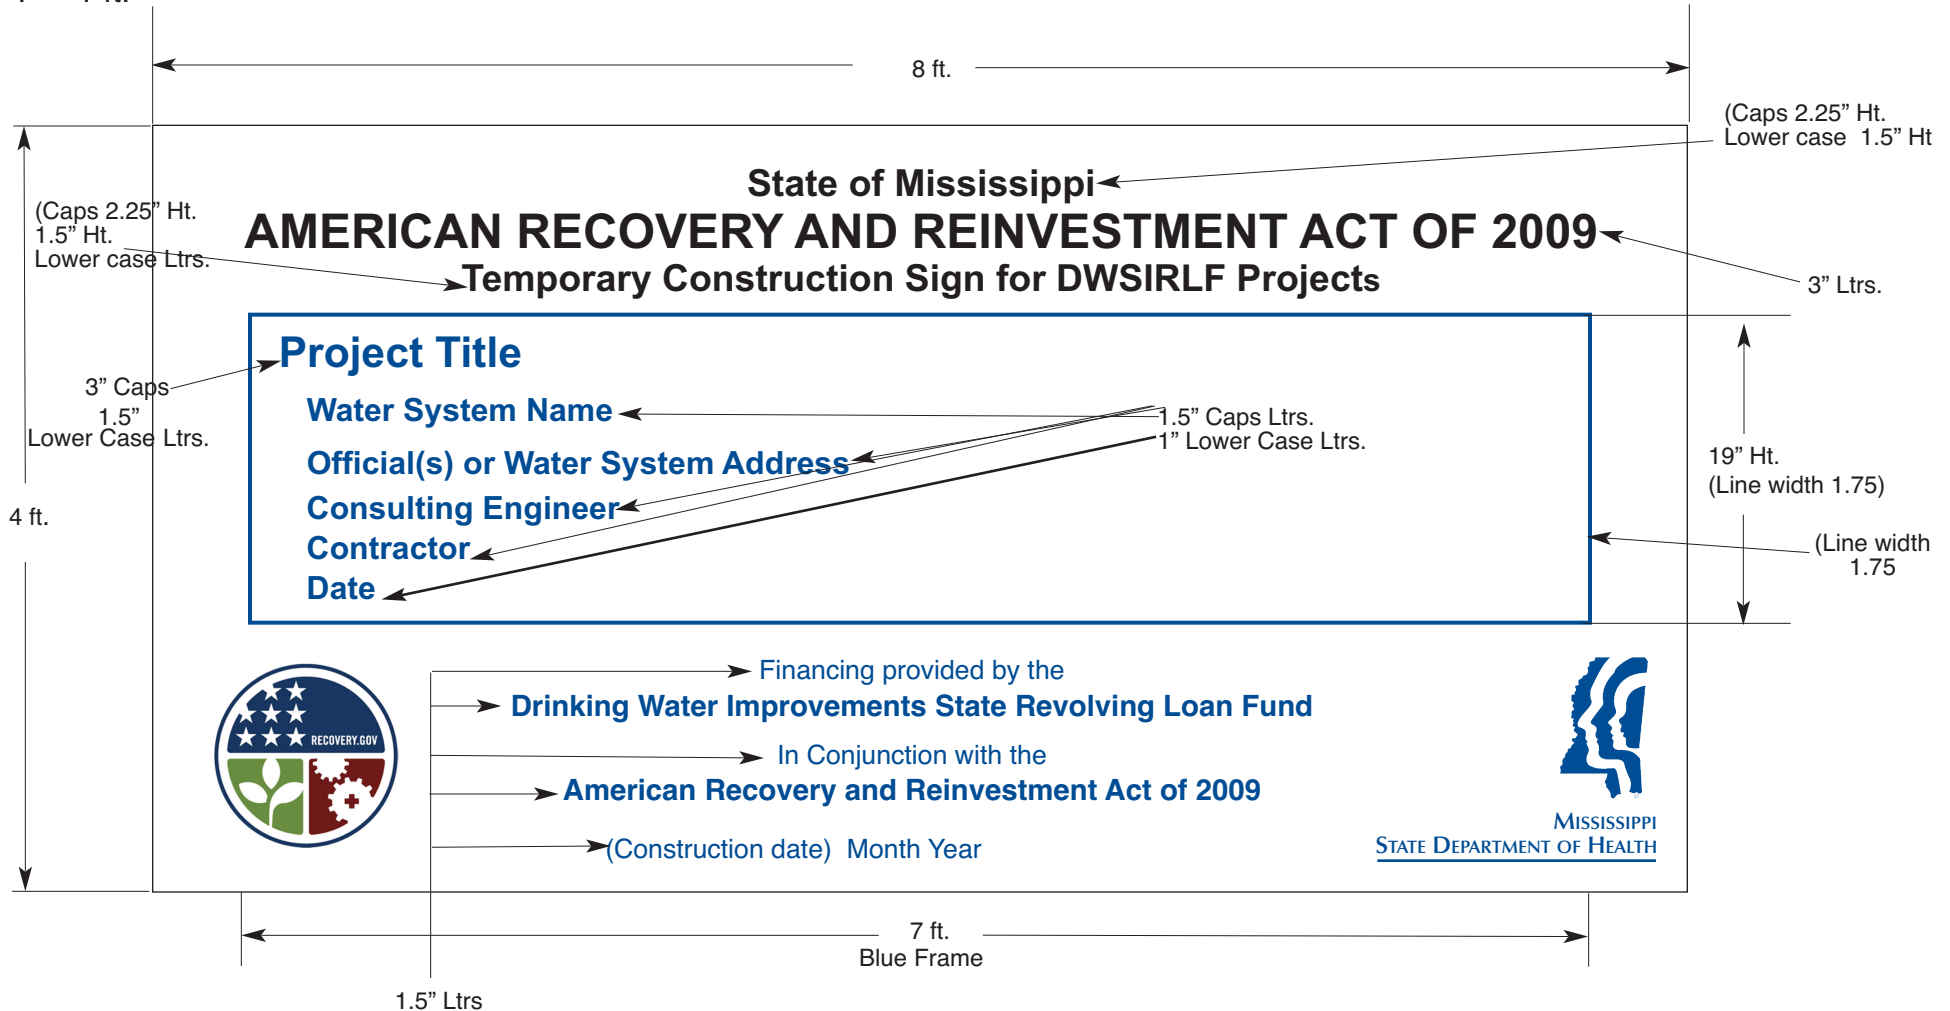 8 ft.
(Caps 2.25” Ht.
Lower case 1.5” Ht
State of Mississippi
(Caps 2.25” Ht.
1.5” Ht.
Lower case Ltrs.
AMERICAN RECOVERY AND REINVESTMENT ACT OF 2009
Temporary Construction Sign for DWSIRLF Projects
3” Ltrs.
Project Title
3” Caps
1.5”
Lower Case Ltrs.
Water System Name
1.5” Caps Ltrs.
1” Lower Case Ltrs.
Official(s) or Water System Address
19” Ht.
(Line width 1.75)
Consulting Engineer
4 ft.
Contractor
(Line width
1.75
Date
Financing provided by the
Drinking Water Improvements State Revolving Loan Fund
RECOVERY.GOV
In Conjunction with the
American Recovery and Reinvestment Act of 2009
(Construction date) Month Year
MISSISSIPPI
STATE DEPARTMENT OF HEALTH
7 ft.
Blue Frame
1.5” Ltrs